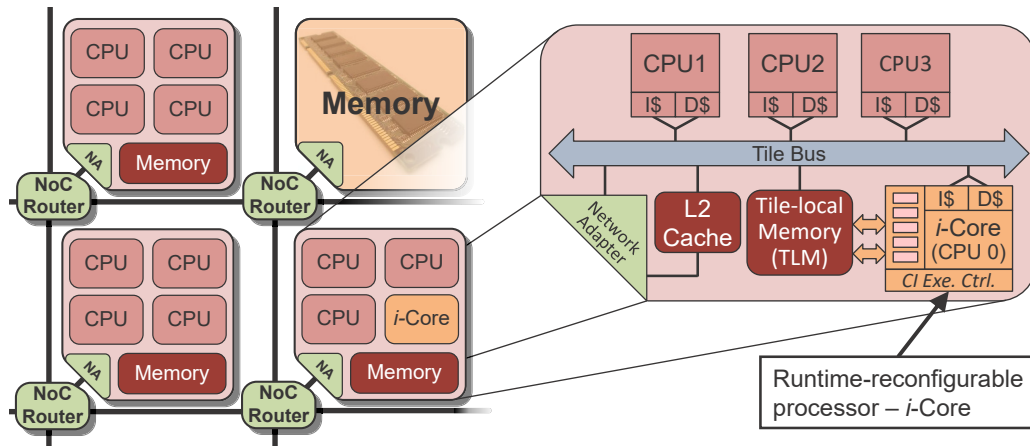 CPU CPU
CPU CPU
NA
Memory
NoC
Router
Memory
NA
NoC
Router
CPU CPU
CPU CPU
NA
Memory
NoC
Router
CPU CPU
CPU i-Core
NA
Memory
NoC
Router
CPU1 CPU2 CPU3
I$ D$ I$ D$ I$ D$
Tile Bus
Network
Adapter
L2
Cache
Tile-local
Memory
(TLM)
I$ D$
i-Core
(CPU 0)
CI Exe. Ctrl.
Runtime-reconfigurable
processor – i-Core